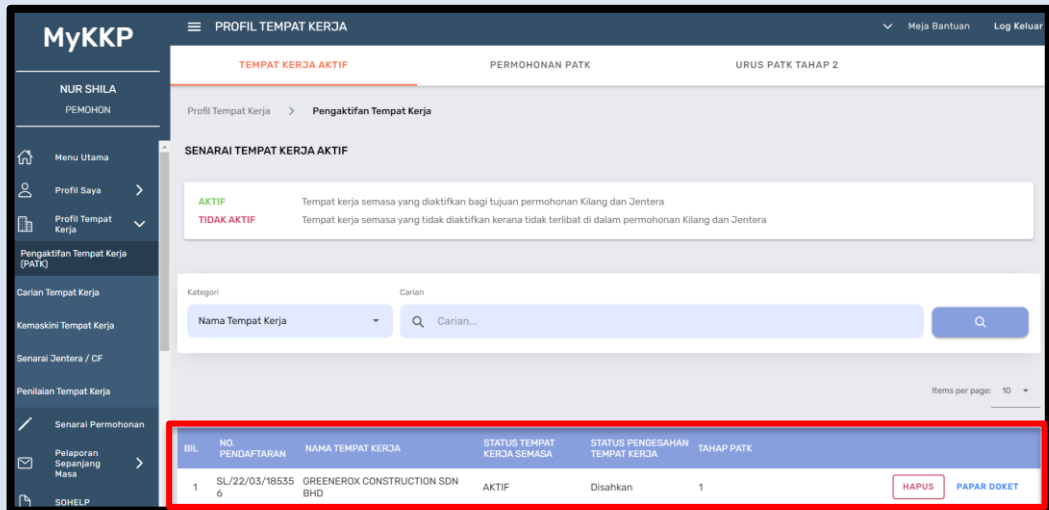 MyKKP
NUR SHILA
PEMOHON
Menu Utama
Profil Saya
Profil Tempat
Kerja
Pengaktifan Tempat Kerja
(PATK)
Carian Tempat Kerja
Kemaskini Tempat Kerja
Senarai Jentera / CF
Penilaian Tempat Kerja
Senarai Permohonan
Pelaporan
Sepanjang
Masa
SOHELP
PROFIL TEMPAT KERJA
Meja Bantuan
Log Keluar
TEMPAT KERJA AKTIF
PERMOHONAN PATK
URUS PATK TAHAP 2
Profil Tempat Kerja > Pengaktifan Tempat Kerja
SENARAI TEMPAT KERJA AKTIF
AKTIF Tempat kerja semasa yang diaktifkan bagi tujuan permohonan Kilang dan Jentera
TIDAK AKTIF Tempat kerja semasa yang tidak diaktifkan kerana tidak terlibat di dalam permohonan Kilang dan Jentera
Kategori
Nama Tempat Kerja
Carian
Carian...
Items per page: 10
BIL
NO.
PENDAFTARAN
NAMA TEMPAT KERJA
STATUS TEMPAT
KERJA SEMASA
STATUS PENGESAHAN
TEMPAT KERJA
TAHAP PATK
1
SL/22/03/18535
6
GREENEROX CONSTRUCTION SDN
BHD
AKTIF
Disahkan
1
HAPUS
PAPAR DOKET